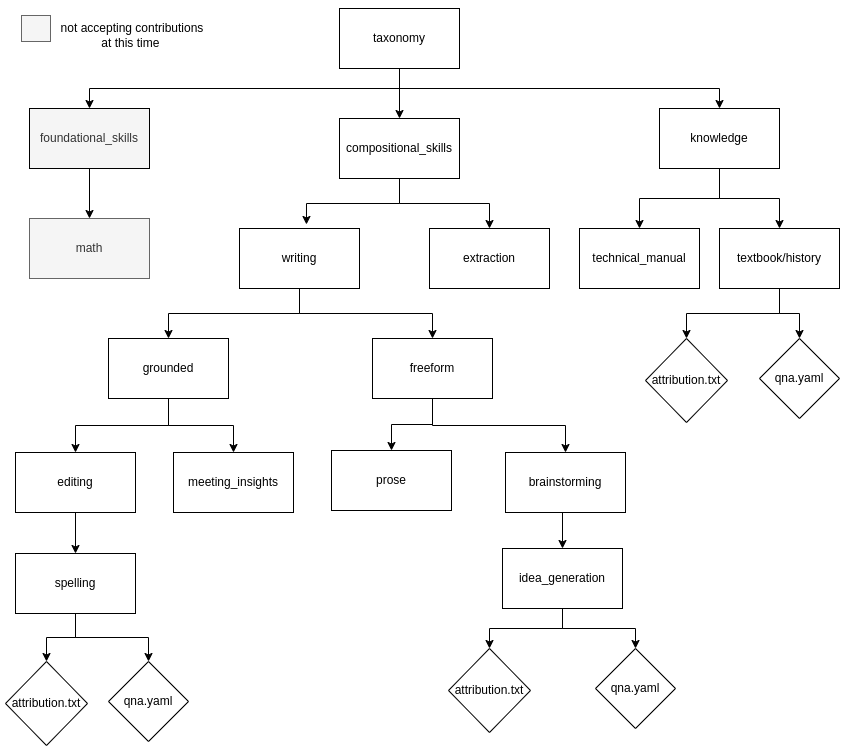 not accepting contributions
at this time
taxonomy
foundational_skills
compositional_skills
knowledge
math
writing
extraction
technical_manual
textbook/history
grounded
freeform
attribution.txt
qna.yaml
editing
meeting_insights
prose
brainstorming
spelling
idea_generation
attribution.txt
qna.yaml
attribution.txt
qna.yaml